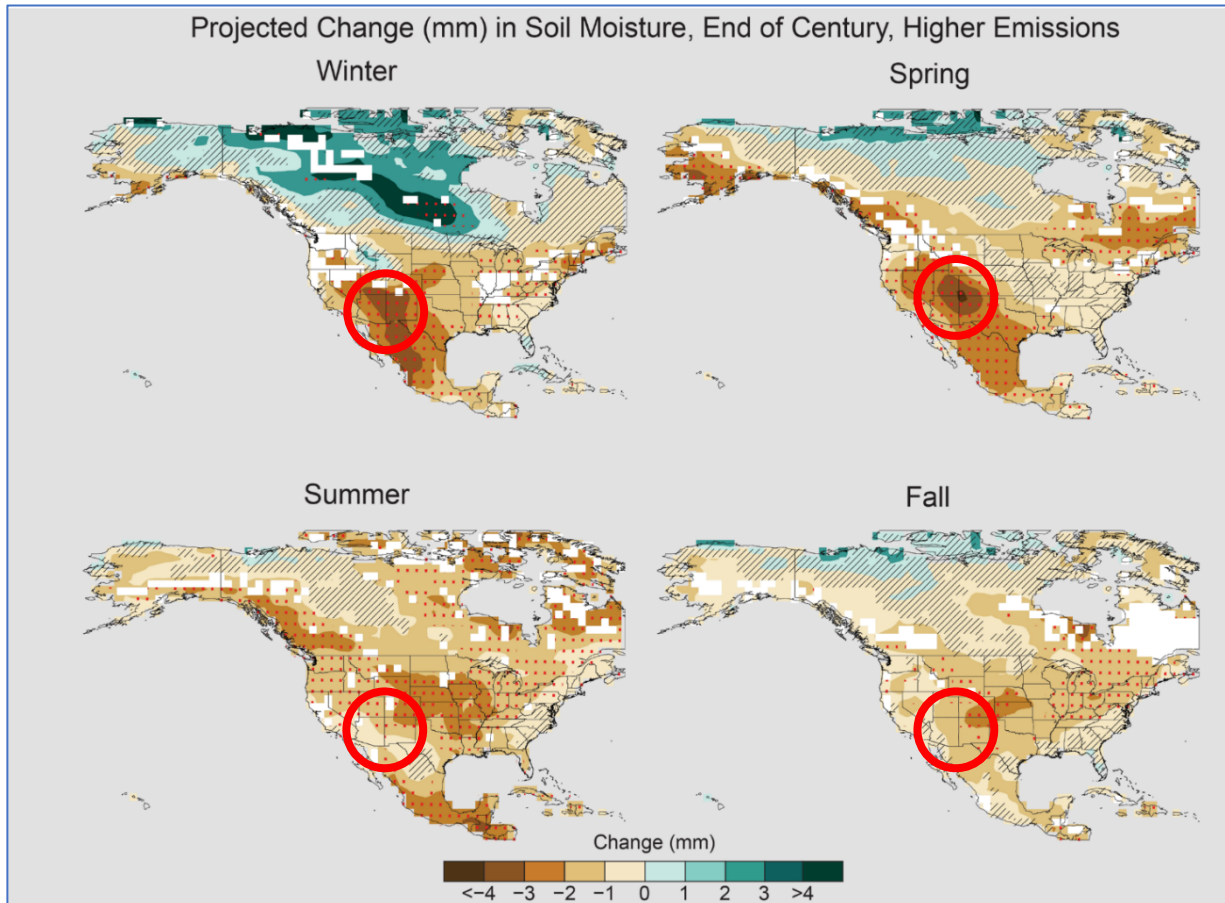 Projected Change (mm) in Soil Moisture, End of Century, Higher Emissions
Winter
Spring
Summer
Fall
Change (mm)
<−4 −3 −2 −1 0 1 2 3 >4